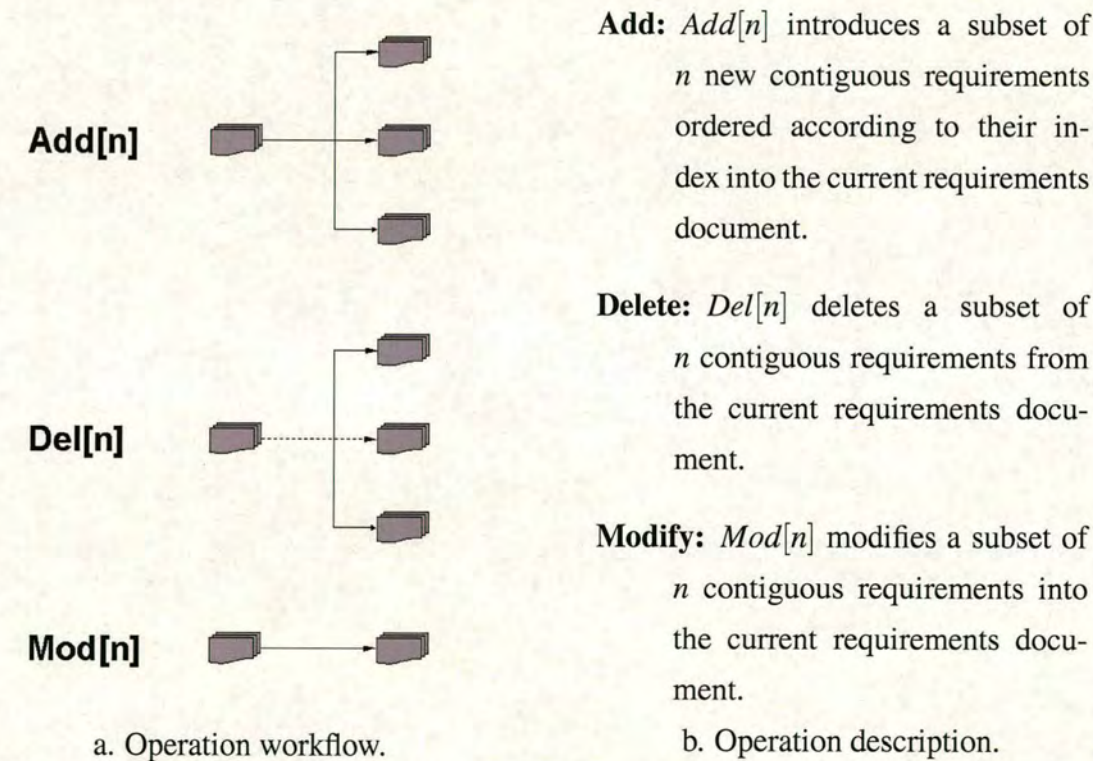 Add[n]
Del[n]
Mod[n]
a. Operation workflow.
Add: Add[n] introduces a subset of
n new contiguous requirements
ordered according to their in-
dex into the current requirements
document.
Delete: Del[n] deletes a subset of
n contiguous requirements from
the current requirements docu-
ment.
Modify: Mod[n] modifies a subset of
n contiguous requirements into
the current requirements docu-
ment.
b. Operation description.